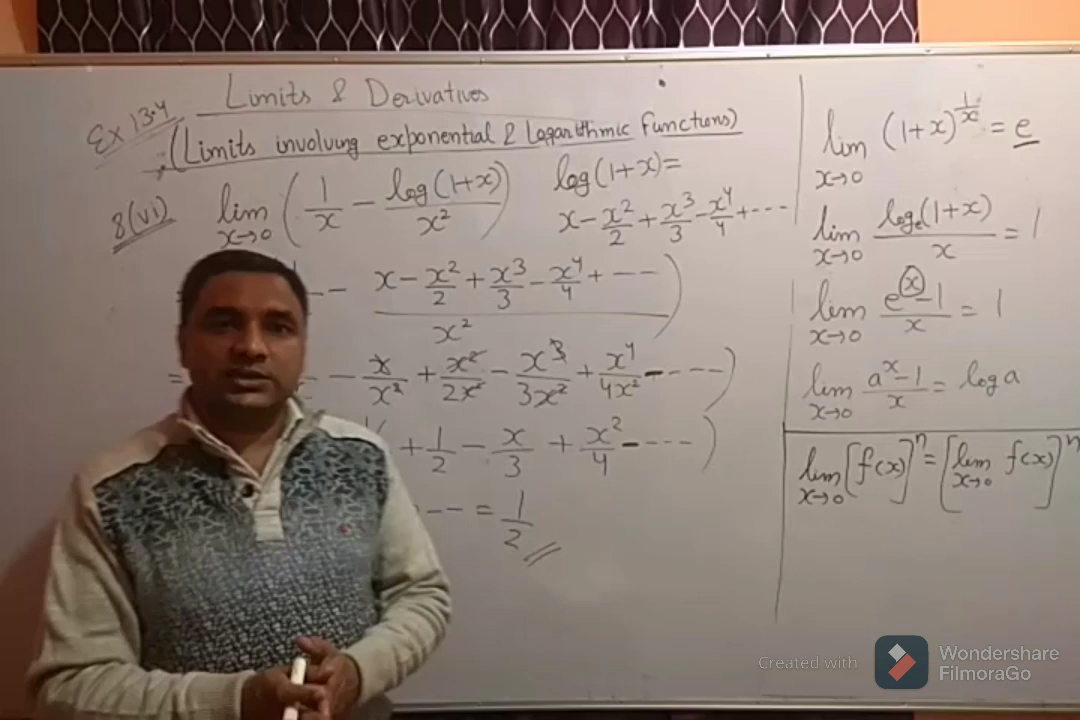 Ex 13.4
Limits & Derivatives
(Limits involving exponential & Logarithmic Functions)
8(vi) lim x→0 (1/x - log(1+x)/x²)
log(1+x)=
x - x²/2 + x³/3 - x⁴/4 + ---
- x - x²/2 + x³/3 - x⁴/4 + --- )
x²
= - x/x² + x²/2x² - x³/3x² + x⁴/4x² - --- )
+ 1/2 - x/3 + x²/4 - --- )
--- = 1/2
lim x→0 (1+x)^(1/x) = e
lim x→0 logₑ(1+x)/x = 1
lim x→0 (eˣ-1)/x = 1
lim x→0 (aˣ-1)/x = log a
lim x→0 [f(x)]ⁿ = [lim x→0 f(x)]ⁿ
Created with Wondershare FilmoraGo